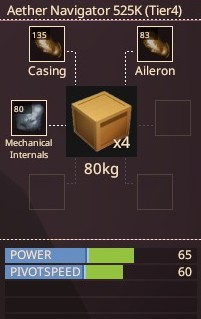 Aether Navigator 525K (Tier4)
135
83
Casing
Aileron
80
Mechanical
Internals
x4
80kg
POWER 65
PIVOTSPEED 60